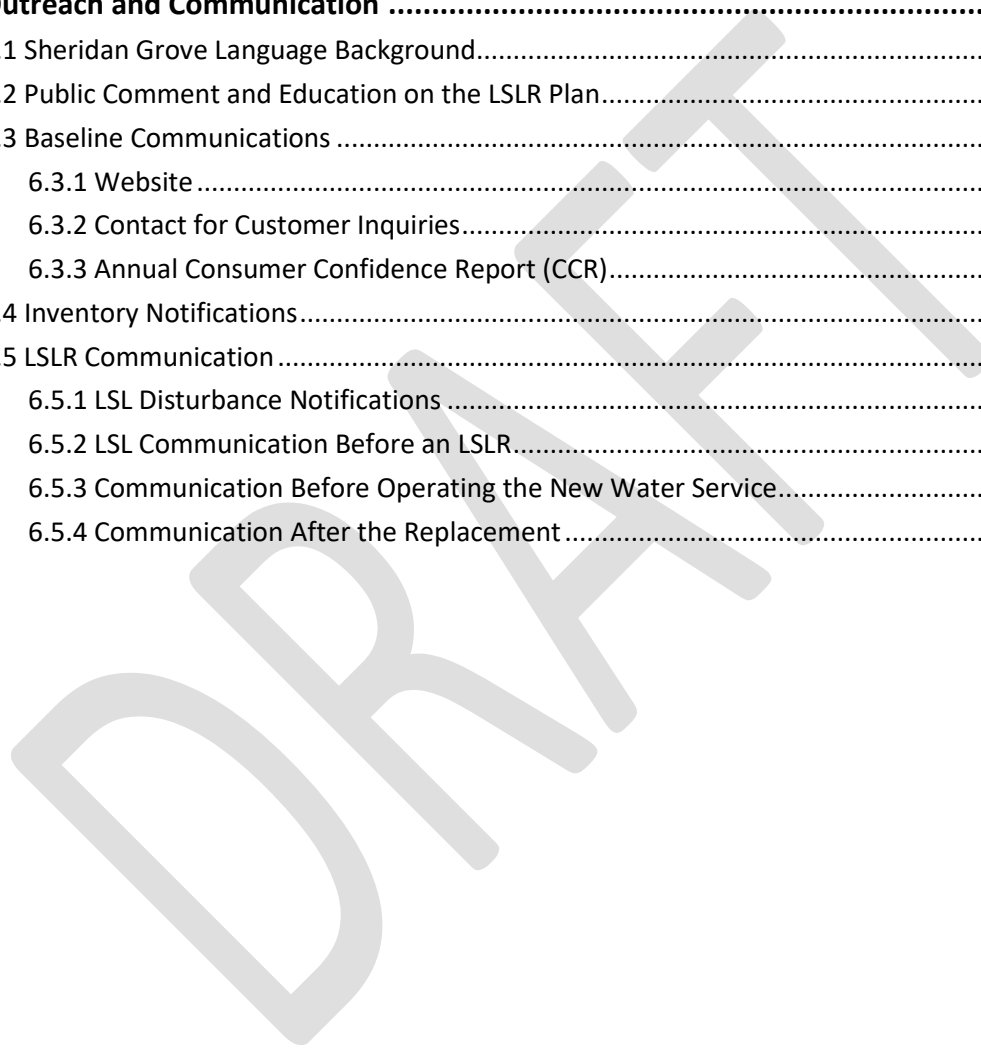 Outreach and Communication ................................................................
.1 Sheridan Grove Language Background................................................................
.2 Public Comment and Education on the LSLR Plan................................................................
.3 Baseline Communications ................................................................
6.3.1 Website ................................................................
6.3.2 Contact for Customer Inquiries................................................................
6.3.3 Annual Consumer Confidence Report (CCR)................................................................
.4 Inventory Notifications................................................................
.5 LSLR Communication ................................................................
6.5.1 LSL Disturbance Notifications ................................................................
6.5.2 LSL Communication Before an LSLR................................................................
6.5.3 Communication Before Operating the New Water Service................................................................
6.5.4 Communication After the Replacement ................................................................
DRAFT